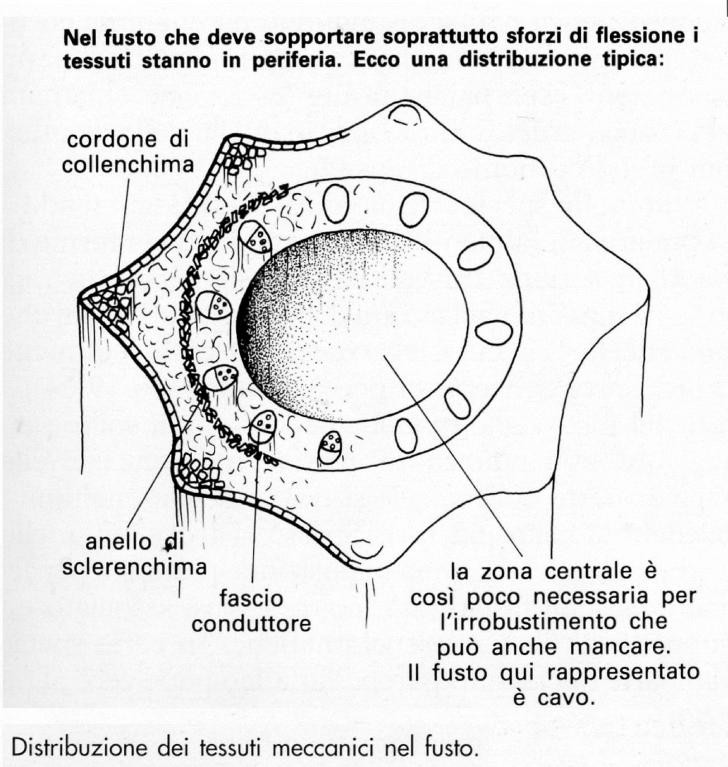 Nel fusto che deve sopportare soprattutto sforzi di flessione i
tessuti stanno in periferia. Ecco una distribuzione tipica:
cordone di
collenchima
anello di
sclerenchima
fascio
conduttore
la zona centrale è
così poco necessaria per
l'irrobustimento che
può anche mancare.
Il fusto qui rappresentato
è cavo.
Distribuzione dei tessuti meccanici nel fusto.